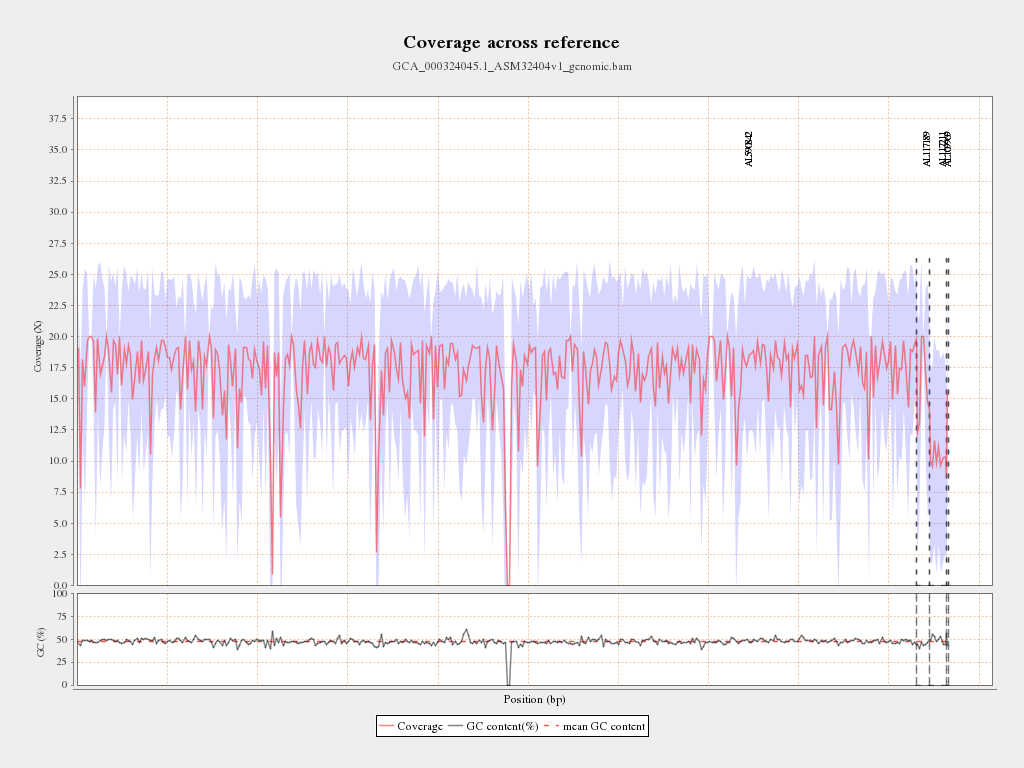 Coverage across reference
GCA_000324045.1_ASM32404v1_genomic.bam
37.5
35.0
32.5
30.0
27.5
25.0
22.5
20.0
17.5
15.0
12.5
10.0
7.5
5.0
2.5
0.0
Coverage (X)
AL590842
AL117189
AL117211
AL109969
100
75
50
25
0
GC (%)
Position (bp)
Coverage GC content(%) mean GC content